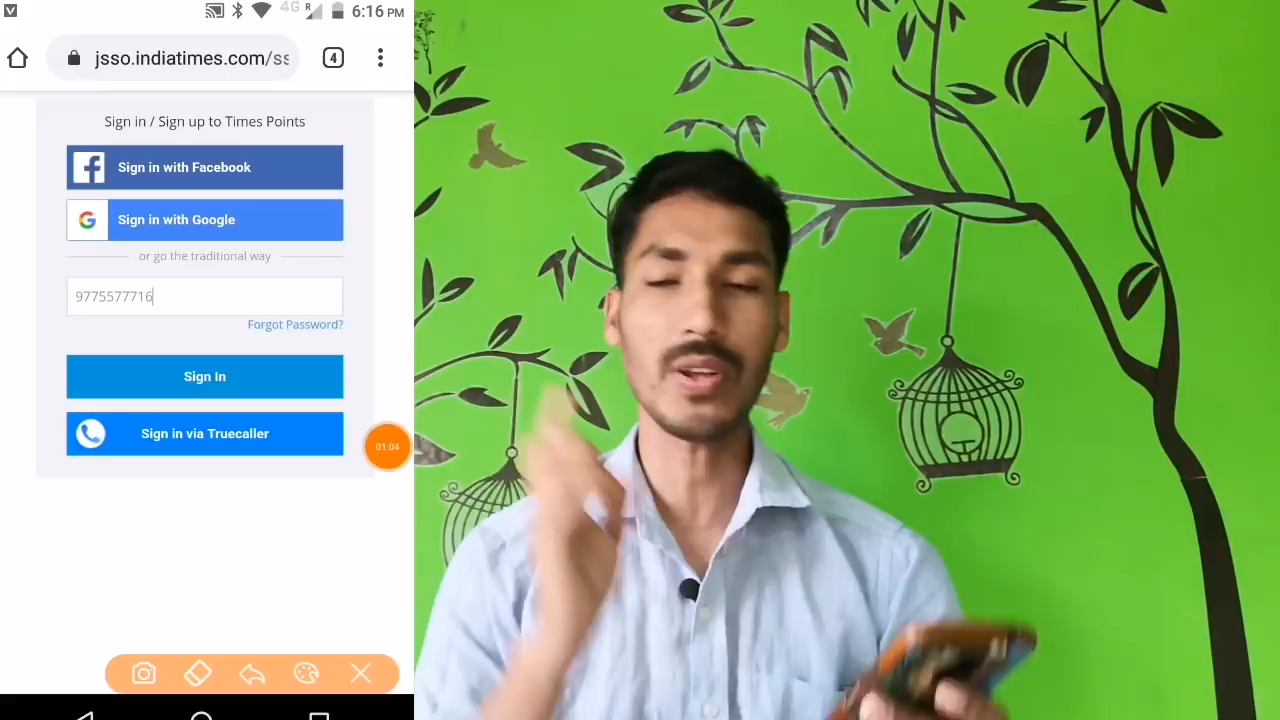 4G R 6:16 PM
jsso.indiatimes.com/ss
4
Sign in / Sign up to Times Points
f Sign in with Facebook
G Sign in with Google
or go the traditional way
9775577716
Forgot Password?
Sign In
Sign in via Truecaller
01:04